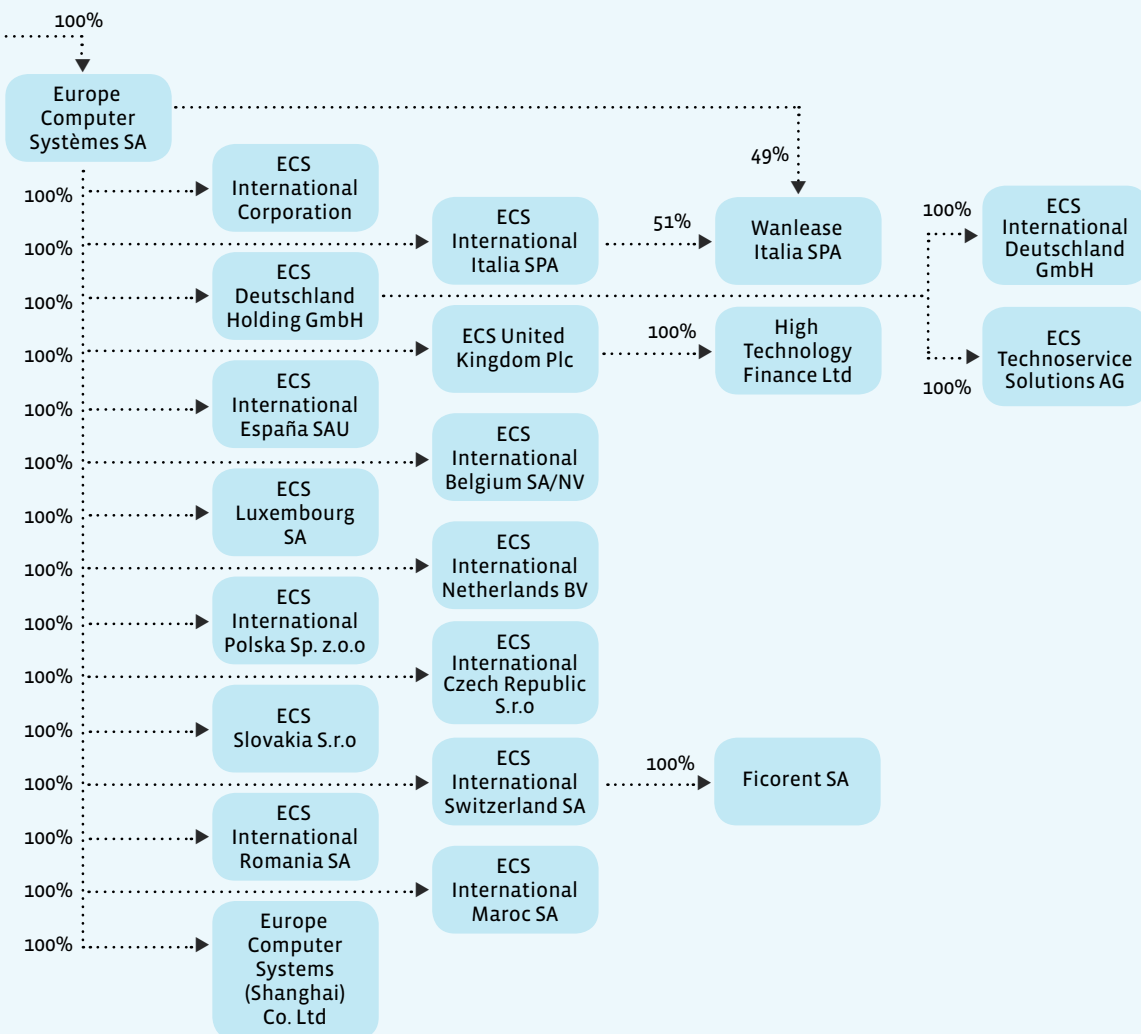 100%
Europe
Computer
Systèmes SA
49%
100%
ECS
International
Corporation
100%
ECS
International
Italia SPA
51%
Wanlease
Italia SPA
100%
ECS
International
Deutschland
GmbH
100%
ECS
Deutschland
Holding GmbH
100%
ECS United
Kingdom Plc
100%
High
Technology
Finance Ltd
100%
ECS
Technoservice
Solutions AG
100%
ECS
International
España SAU
100%
ECS
International
Belgium SA/NV
100%
ECS
Luxembourg
SA
100%
ECS
International
Netherlands BV
100%
ECS
International
Polska Sp. z.o.o
100%
ECS
International
Czech Republic
S.r.o
100%
ECS
Slovakia S.r.o
100%
ECS
International
Switzerland SA
100%
Ficorent SA
100%
ECS
International
Romania SA
100%
ECS
International
Maroc SA
100%
Europe
Computer
Systems
(Shanghai)
Co. Ltd